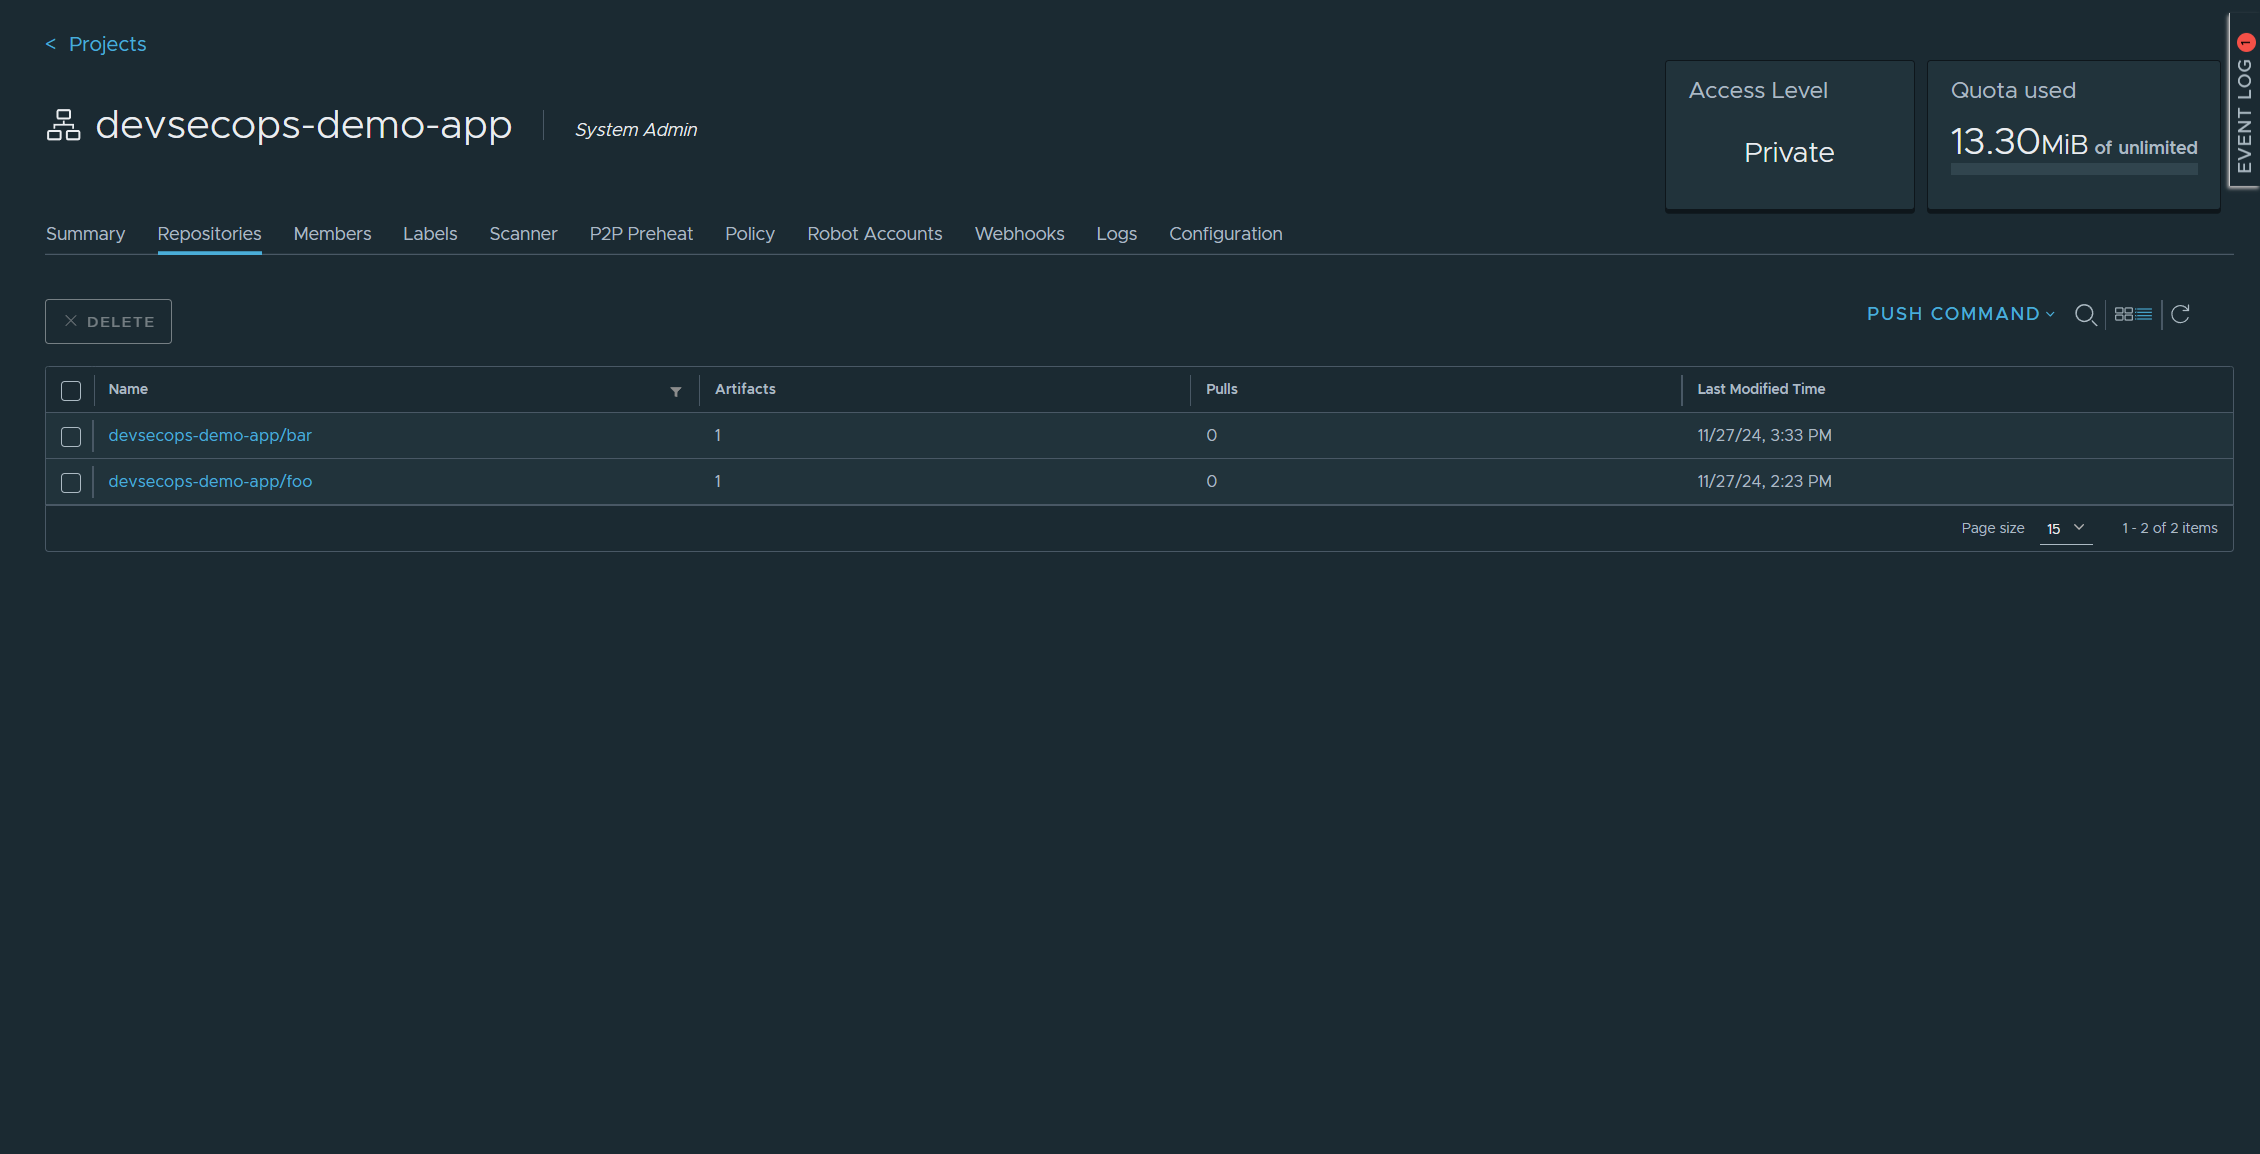 < Projects
devsecops-demo-app
System Admin
Access Level
Private
Quota used
13.30MiB of unlimited
EVENT LOG 1
Summary Repositories Members Labels Scanner P2P Preheat Policy Robot Accounts Webhooks Logs Configuration
DELETE
PUSH COMMAND
Name Artifacts Pulls Last Modified Time
devsecops-demo-app/bar 1 0 11/27/24, 3:33 PM
devsecops-demo-app/foo 1 0 11/27/24, 2:23 PM
Page size 15 1 - 2 of 2 items